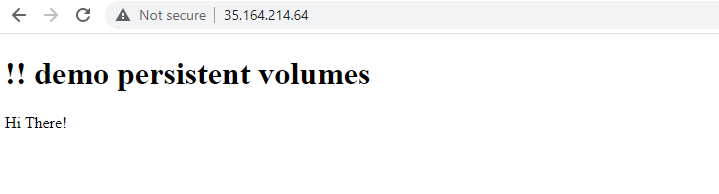 Not secure | 35.164.214.64
!! demo persistent volumes
Hi There!